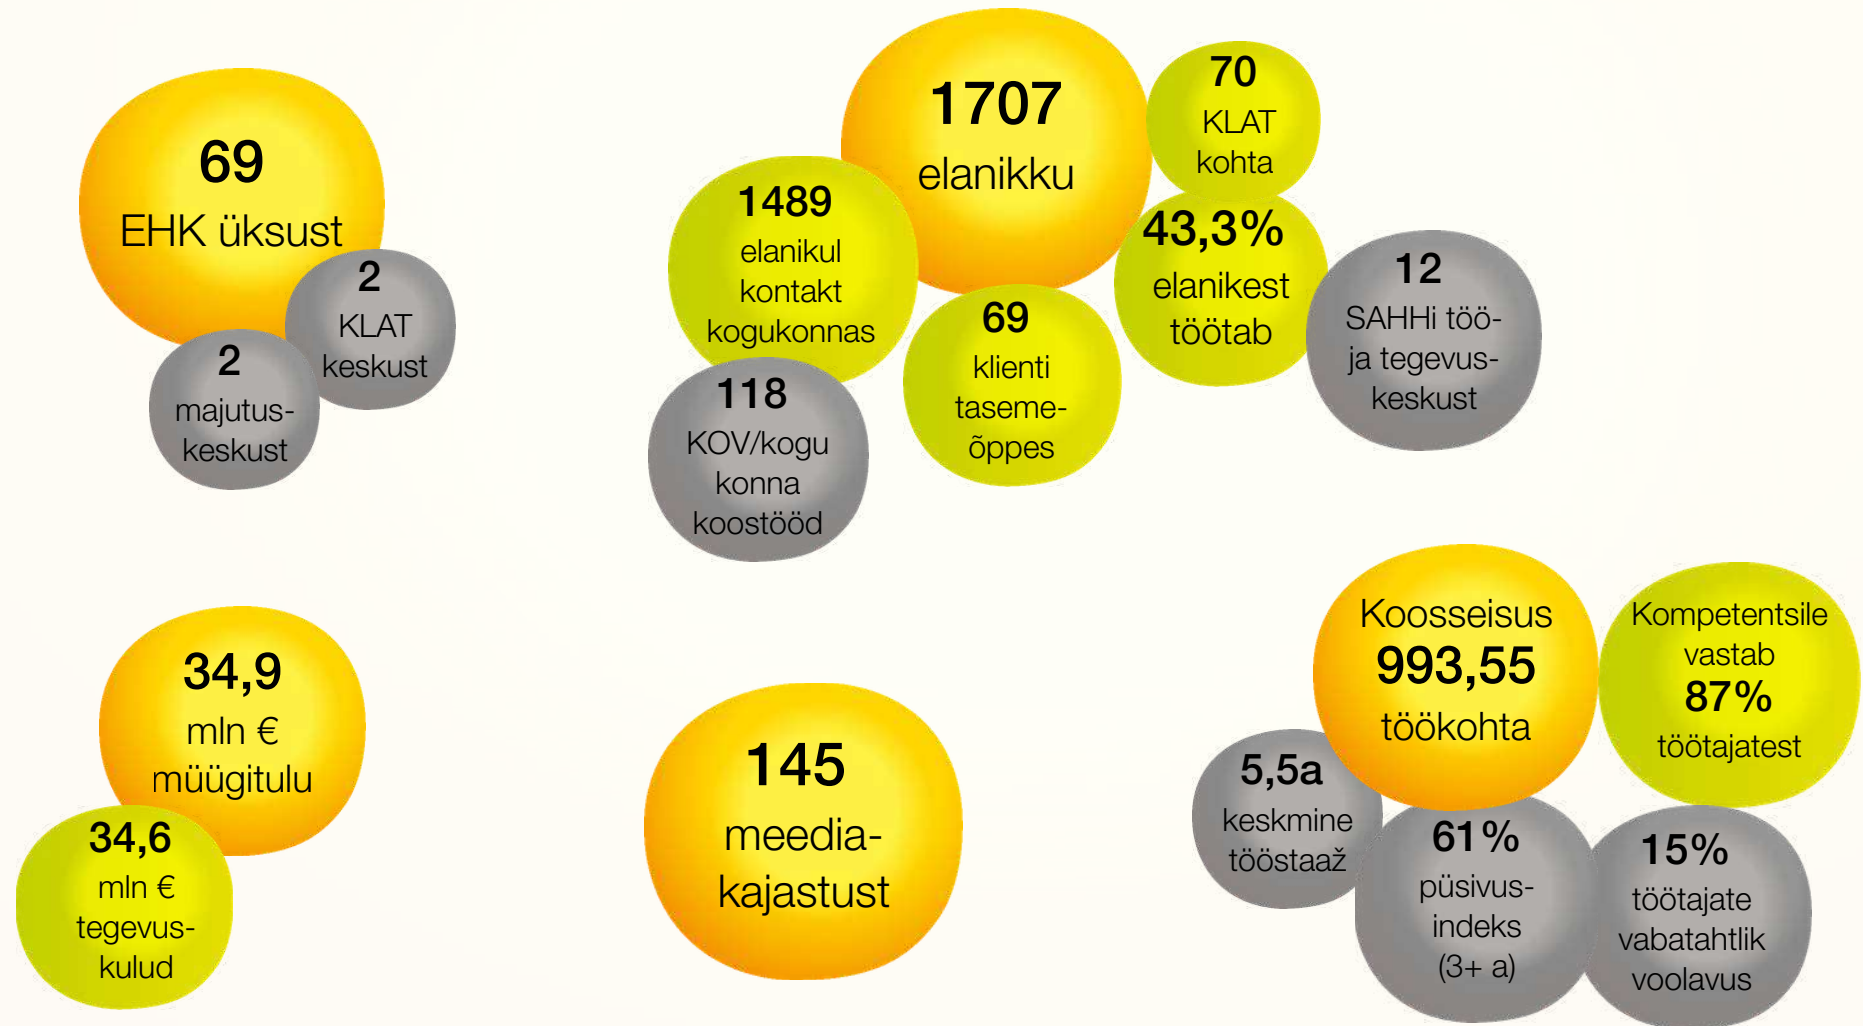 69
EHK üksust
2
KLAT
keskust
2
majutus-
keskust
1707
elanikku
70
KLAT
kohta
1489
elanikul
kontakt
kogukonnas
43,3%
elanikest
töötab
12
SAHHi töö-
ja tegevus-
keskust
69
klienti
taseme-
õppes
118
KOV/kogu
konna
koostööd
34,9
mln €
müügitulu
34,6
mln €
tegevus-
kulud
145
meedia-
kajastust
Koosseisus
993,55
töökohta
Kompetentsile
vastab
87%
töötajatest
5,5a
keskmine
tööstaaž
61%
püsivus-
indeks
(3+ a)
15%
töötajate
vabatahtlik
voolavus